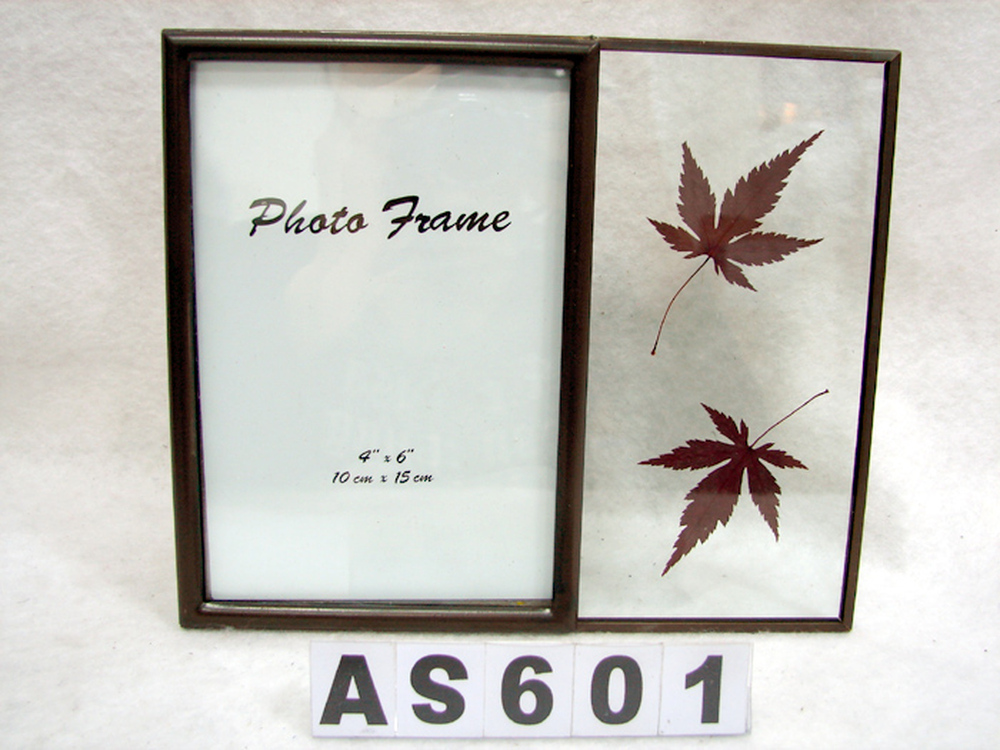 Photo Frame
4" x 6"
10 cm x 15 cm
AS601